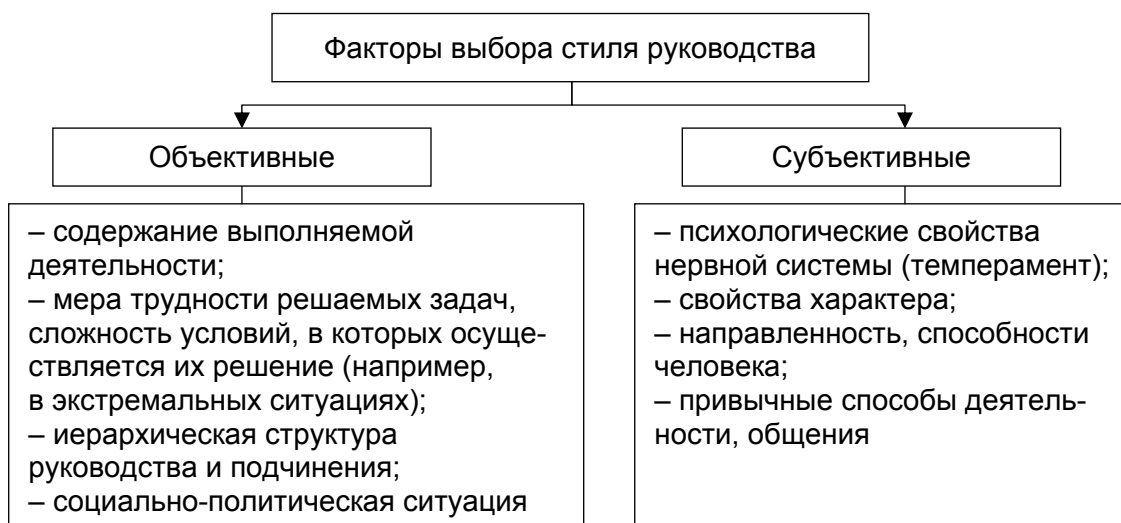 Факторы выбора стиля руководства
Объективные
Субъективные
– содержание выполняемой
деятельности;
– мера трудности решаемых задач,
сложность условий, в которых осуще-
ствляется их решение (например,
в экстремальных ситуациях);
– иерархическая структура
руководства и подчинения;
– социально-политическая ситуация
– психологические свойства
нервной системы (темперамент);
– свойства характера;
– направленность, способности
человека;
– привычные способы деятель-
ности, общения